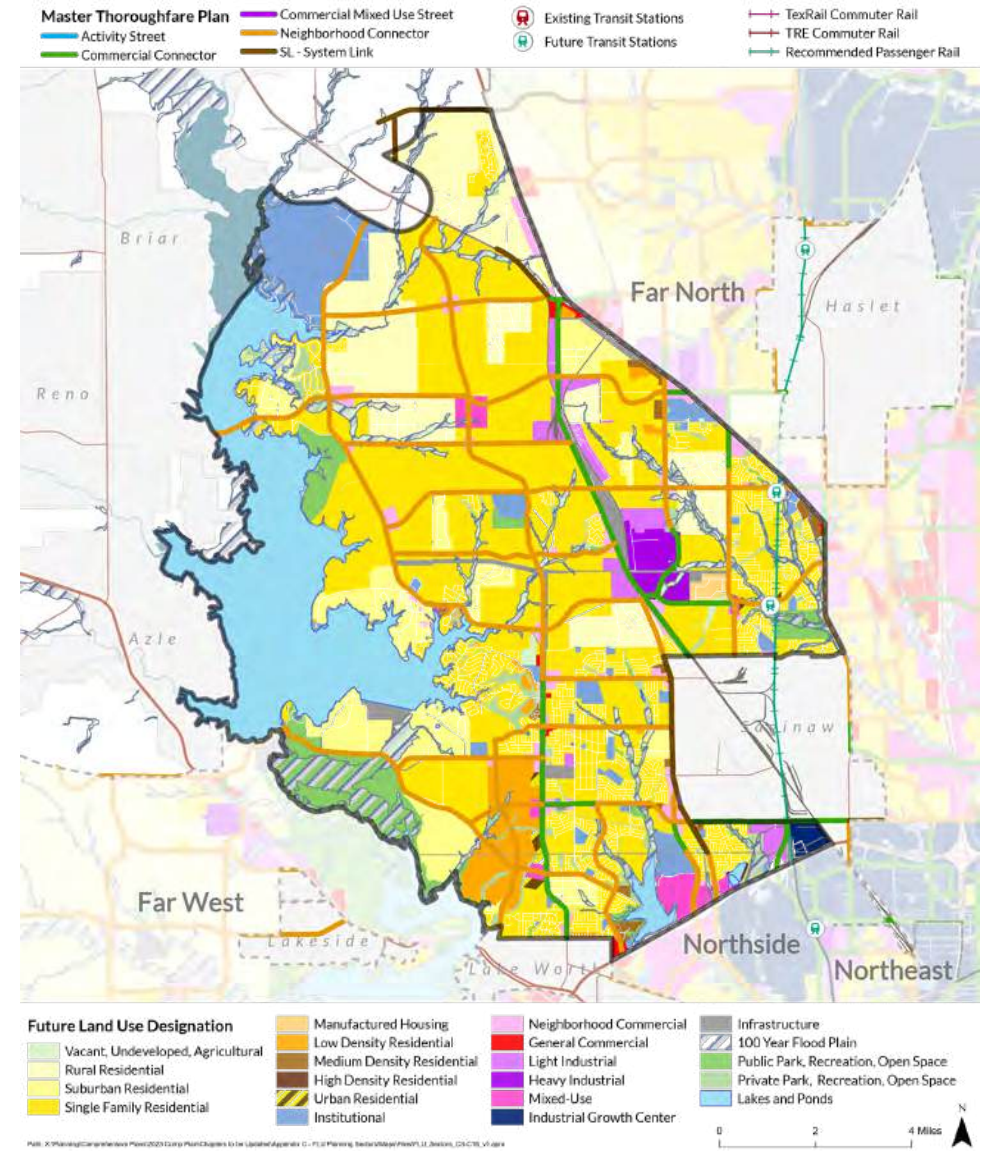 Master Thoroughfare Plan
Activity Street
Commercial Connector
Commercial Mixed Use Street
Neighborhood Connector
SL - System Link
Existing Transit Stations
Future Transit Stations
TexRail Commuter Rail
TRE Commuter Rail
Recommended Passenger Rail
Briar
Far North
Haslet
Reno
Azle
Far West
Lakeside
Northside
Northeast
Future Land Use Designation
Vacant, Undeveloped, Agricultural
Rural Residential
Suburban Residential
Single Family Residential
Manufactured Housing
Low Density Residential
Medium Density Residential
High Density Residential
Urban Residential
Institutional
Neighborhood Commercial
General Commercial
Light Industrial
Heavy Industrial
Mixed-Use
Industrial Growth Center
Infrastructure
100 Year Flood Plain
Public Park, Recreation, Open Space
Private Park, Recreation, Open Space
Lakes and Ponds
N
0 2 4 Miles